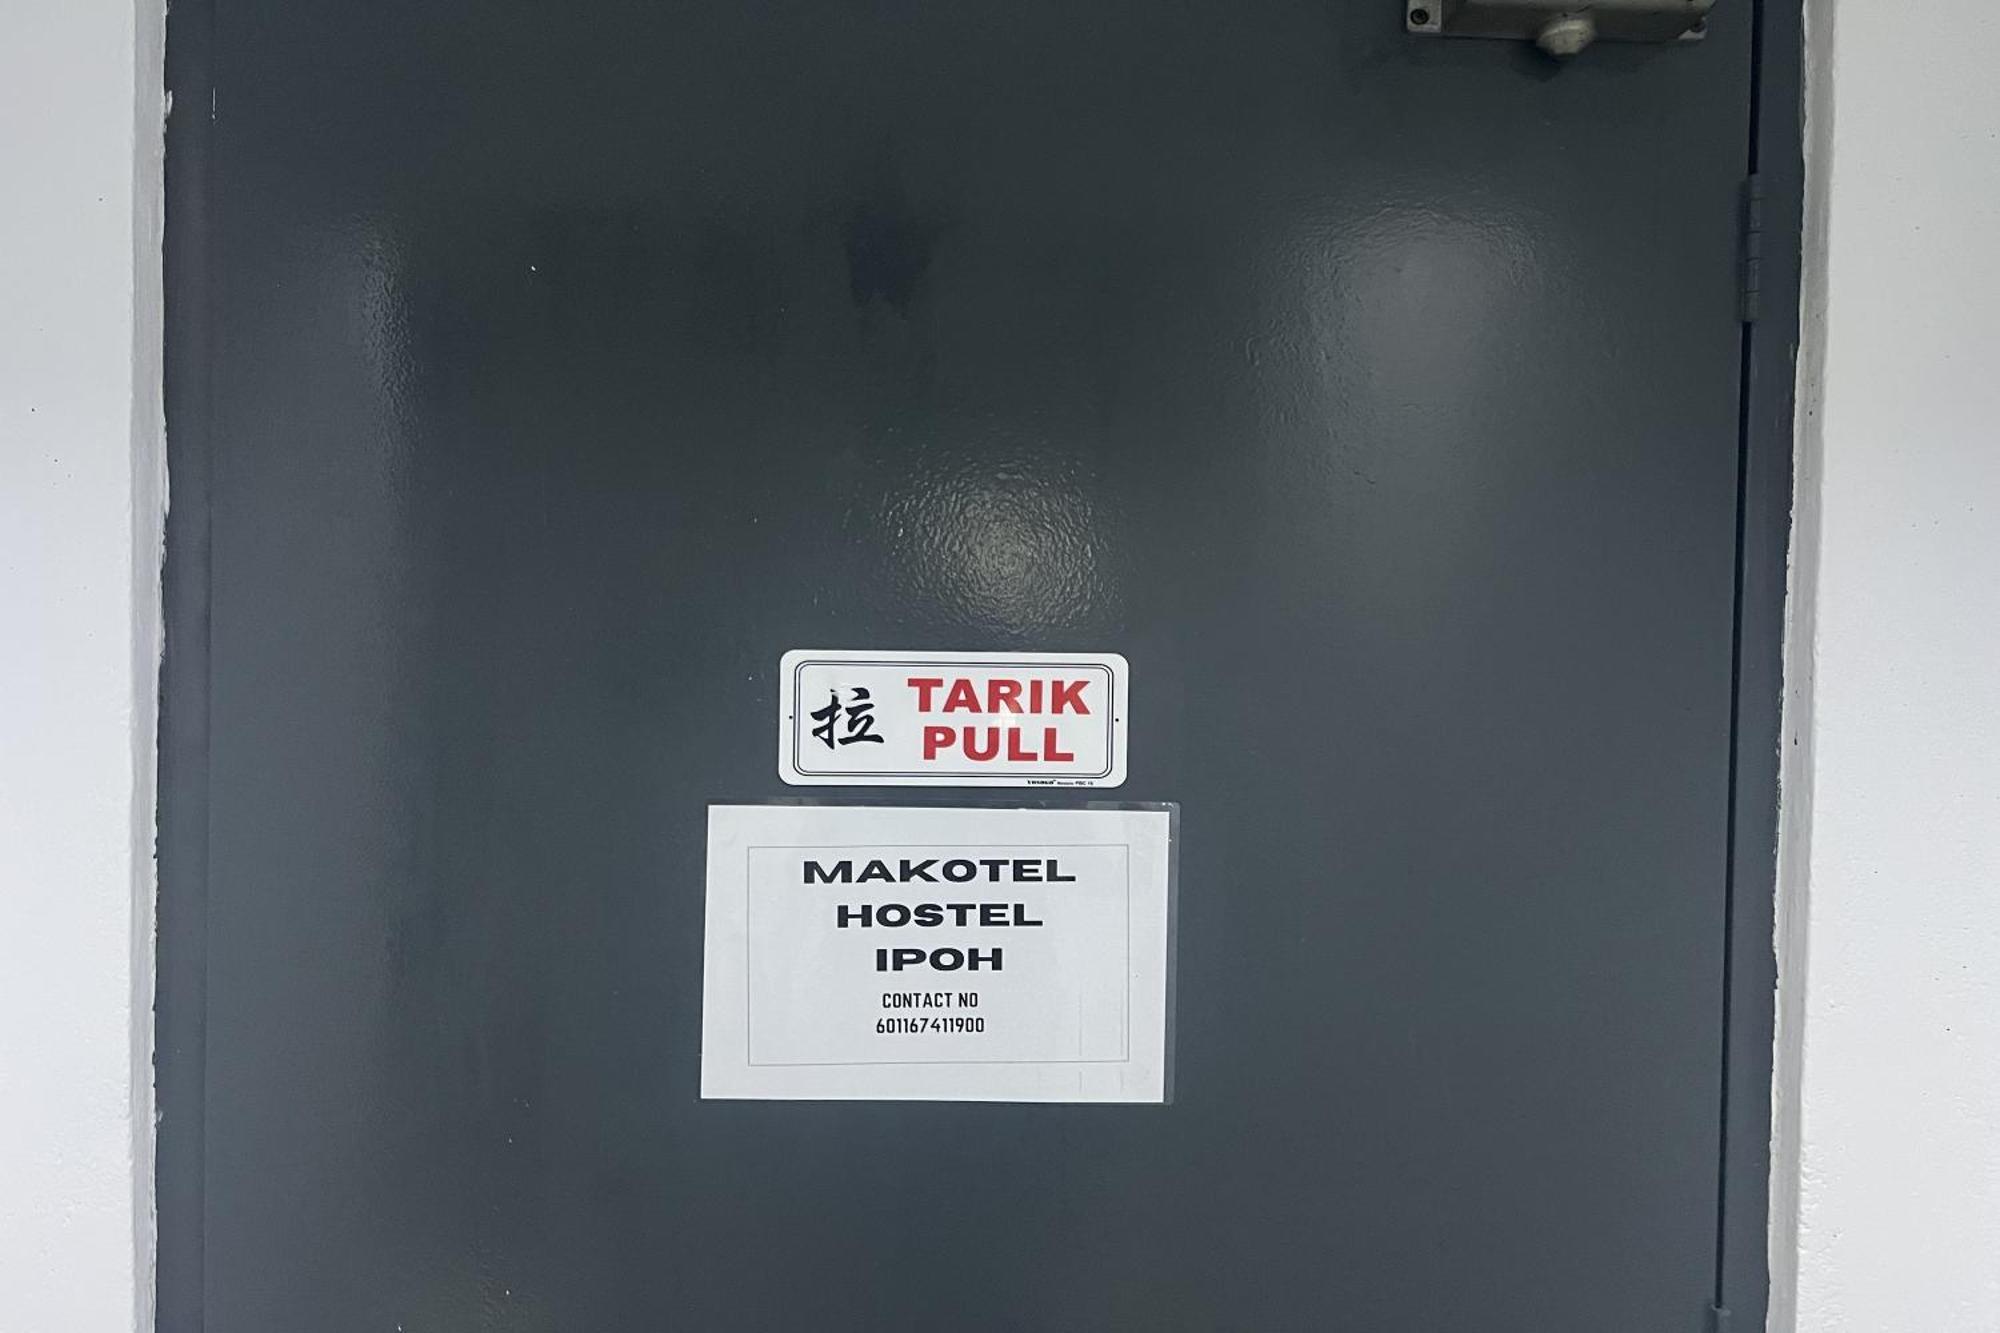 拉
TARIK
PULL
MAKOTEL
HOSTEL
IPOH
CONTACT NO
601167411900